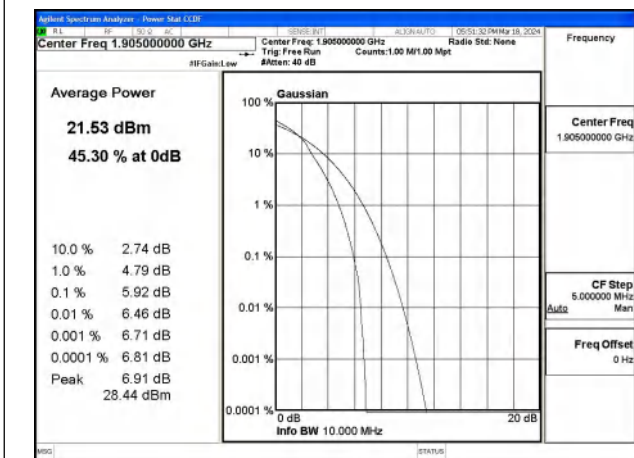 Agilent Spectrum Analyzer - Power Stat CCDF
RL RF 50 Ω AC SENSE:INT ALIGN AUTO 05:51:32 PM Mar 18, 2024
Center Freq 1.905000000 GHz
Center Freq: 1.905000000 GHz Radio Std: None
Trig: Free Run Counts:1.00 M/1.00 Mpt
#IFGain:Low #Atten: 40 dB
Frequency
Average Power
21.53 dBm
45.30 % at 0dB
10.0 % 2.74 dB
1.0 % 4.79 dB
0.1 % 5.92 dB
0.01 % 6.46 dB
0.001 % 6.71 dB
0.0001 % 6.81 dB
Peak 6.91 dB
28.44 dBm
Gaussian
100 %
10 %
1 %
0.1 %
0.01 %
0.001 %
0.0001 %
0 dB 20 dB
Info BW 10.000 MHz
Center Freq
1.905000000 GHz
CF Step
5.000000 MHz
Auto Man
Freq Offset
0 Hz
MSG STATUS